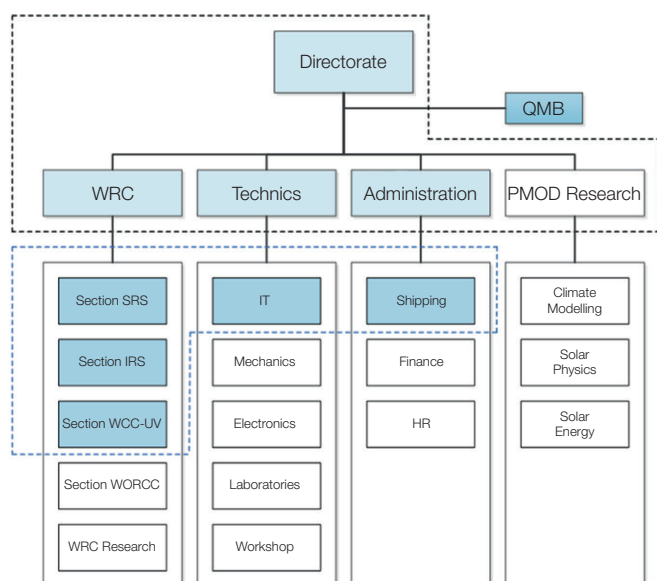 Directorate
QMB
WRC
Technics
Administration
PMOD Research
Section SRS
Section IRS
Section WCC-UV
Section WORCC
WRC Research
IT
Mechanics
Electronics
Laboratories
Workshop
Shipping
Finance
HR
Climate
Modelling
Solar
Physics
Solar
Energy